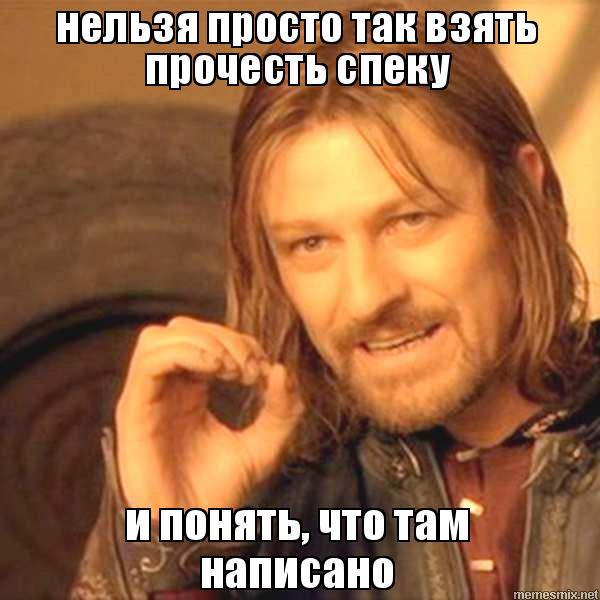 нельзя просто так взять
прочесть спеку
и понять, что там
написано
memesmix.net